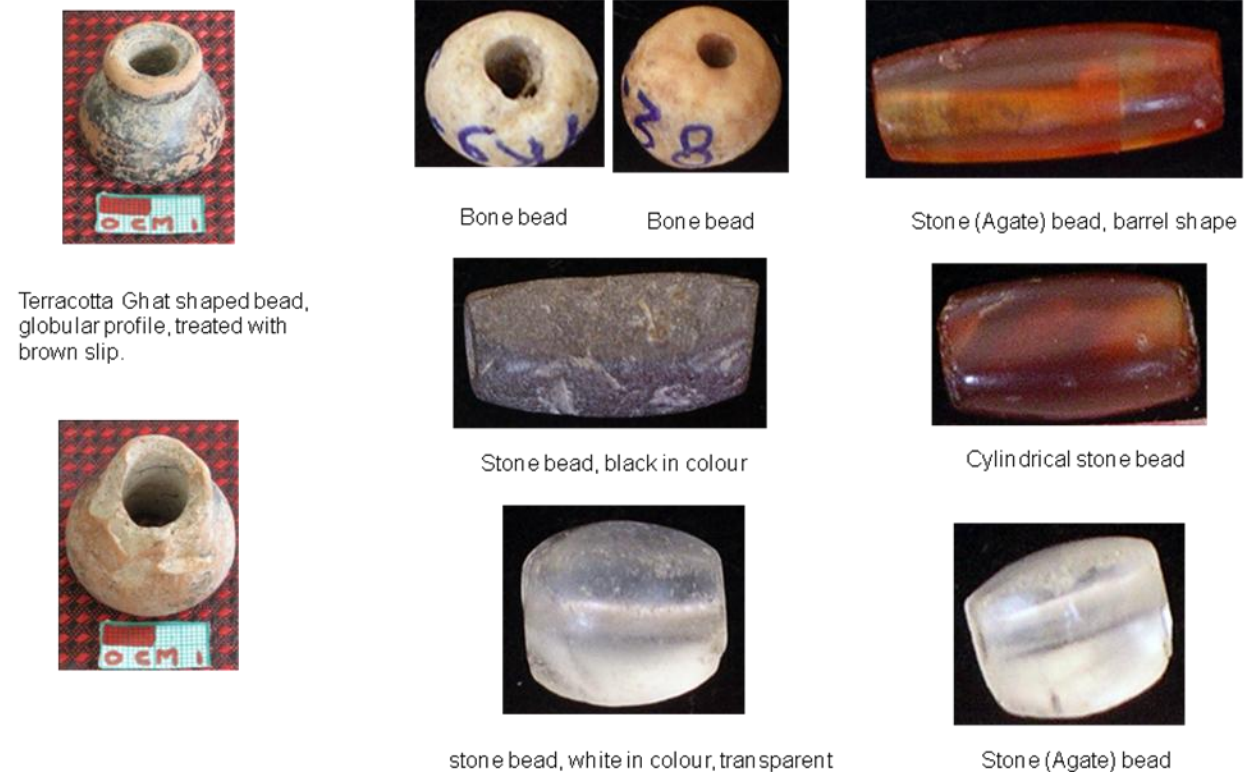 O CM 1
Terracotta Ghat shaped bead,
globular profile, treated with
brown slip.
O CM 1
38
Bone bead
Bone bead
Stone (Agate) bead, barrel shape
Stone bead, black in colour
Cylindrical stone bead
stone bead, white in colour, transparent
Stone (Agate) bead